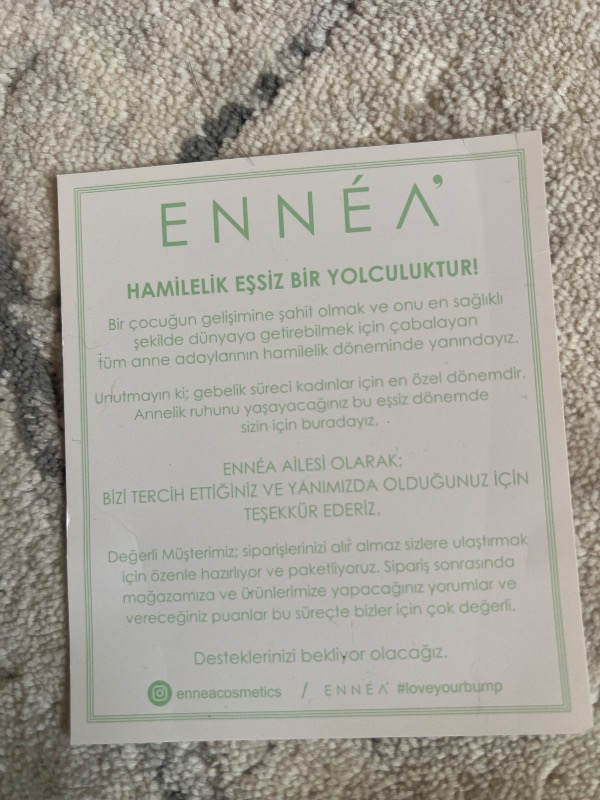 ENNÉA’
HAMİLELİK EŞSİZ BİR YOLCULUKTUR!
Bir çocuğun gelişimine şahit olmak ve onu en sağlıklı
şekilde dünyaya getirebilmek için çabalayan
tüm anne adaylarının hamilelik döneminde yanındayız.
Unutmayın ki; gebelik süreci kadınlar için en özel dönemdir.
Annelik ruhunu yaşayacağınız bu eşsiz dönemde
sizin için buradayız.
ENNÉA AİLESİ OLARAK;
BİZİ TERCİH ETTİĞİNİZ VE YANIMIZDA OLDUĞUNUZ İÇİN
TEŞEKKÜR EDERİZ.
Değerli Müşterimiz; siparişlerinizi alır almaz sizlere ulaştırmak
için özenle hazırlıyor ve paketliyoruz. Sipariş sonrasında
mağazamıza ve ürünlerimize yapacağınız yorumlar ve
vereceğiniz puanlar bu süreçte bizler için çok değerli.
Desteklerinizi bekliyor olacağız.
enneacosmetics / ENNÉA’ #loveyourbump